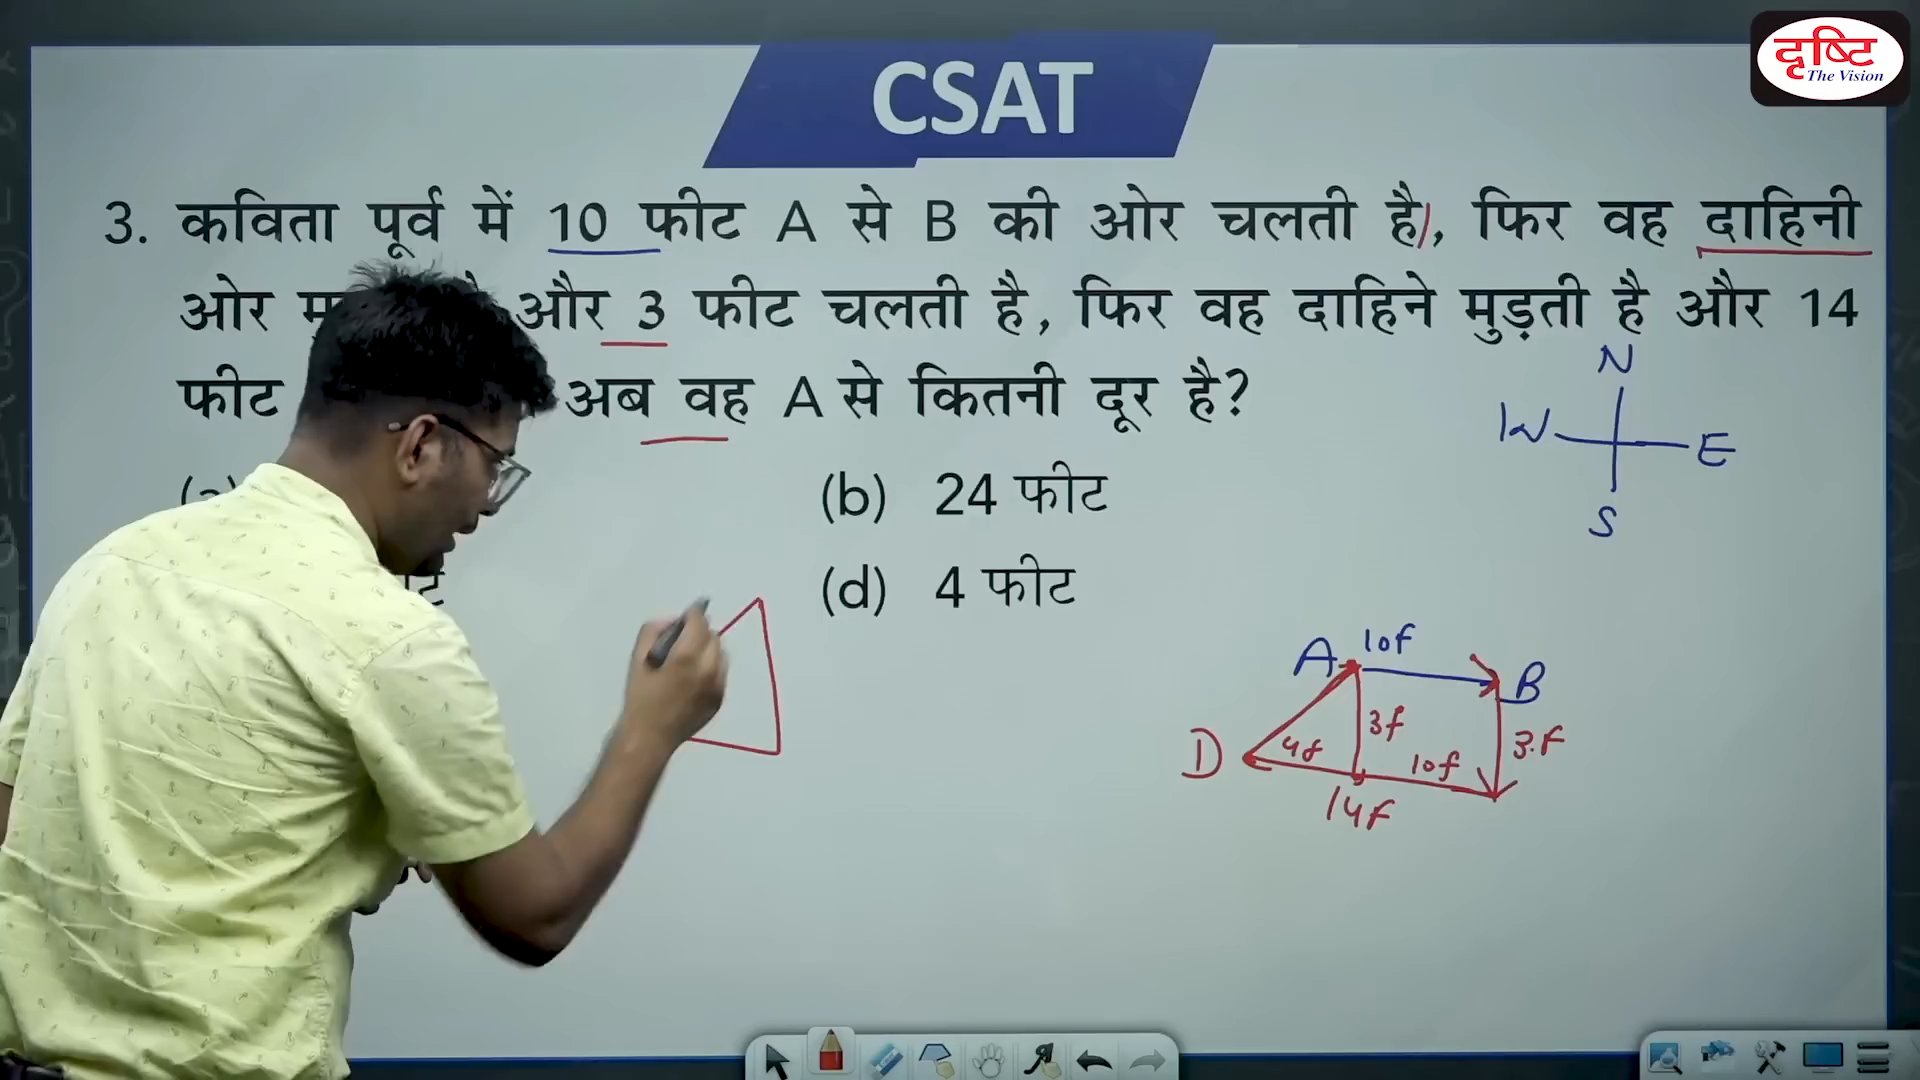 दृष्टि
The Vision
CSAT
3. कविता पूर्व में 10 फीट A से B की ओर चलती है, फिर वह दाहिनी
ओर और 3 फीट चलती है, फिर वह दाहिने मुड़ती है और 14
फीट अब वह A से कितनी दूर है?
(b) 24 फीट
(d) 4 फीट
N
W E
S
A 10f B
3f 3f
D 4f 10f
14f